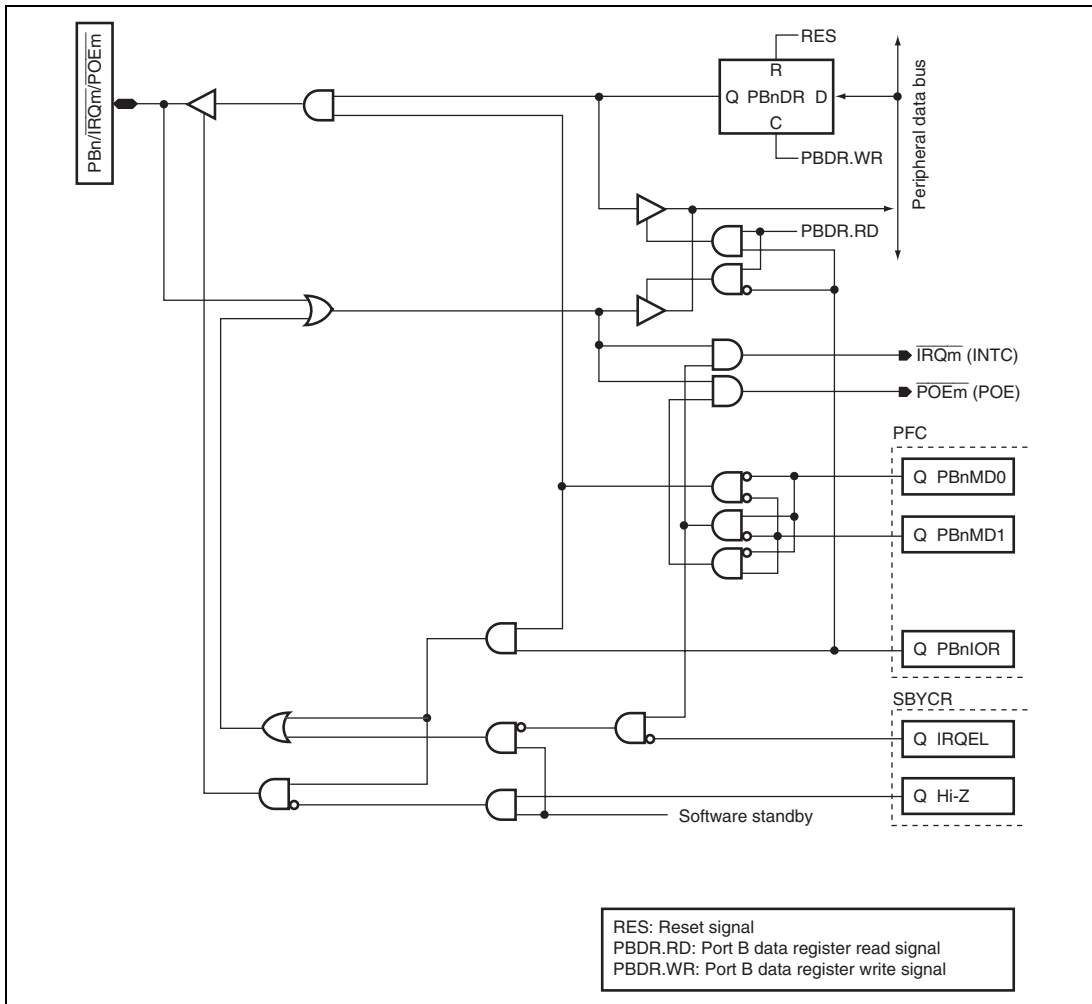 PBn/IRQm/POEm
RES
R
Q PBnDR D
C
PBDR.WR
Peripheral data bus
PBDR.RD
IRQm (INTC)
POEm (POE)
PFC
Q PBnMD0
Q PBnMD1
Q PBnIOR
SBYCR
Q IRQEL
Q Hi-Z
Software standby
RES: Reset signal
PBDR.RD: Port B data register read signal
PBDR.WR: Port B data register write signal